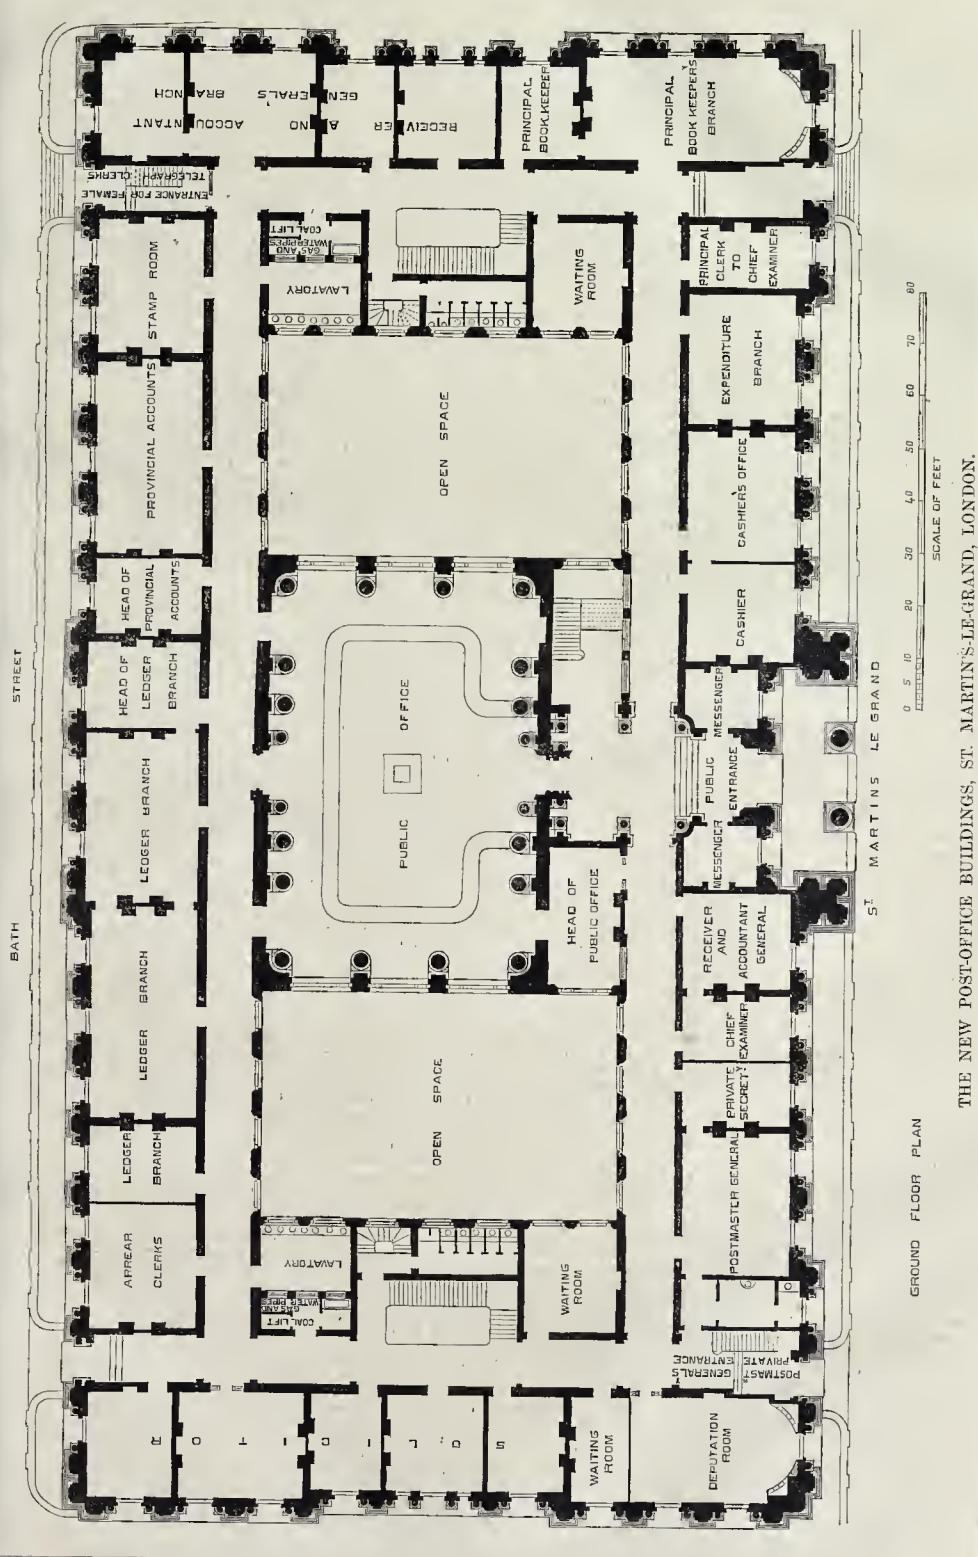 BATH STREET
ARREAR
CLERKS
LEDGER
BRANCH
LEDGER BRANCH
LEDGER BRANCH
HEAD OF
LEDGER
BRANCH
HEAD OF
PROVINCIAL
ACCOUNTS
PROVINCIAL ACCOUNTS
STAMP ROOM
ENTRANCE FOR FEMALE
TELEGRAPH CLERKS
RECEIVER AND ACCOUNTANT
GENERALS BRANCH
PRINCIPAL
BOOK KEEPER
PRINCIPAL
BOOK KEEPERS
BRANCH
SOLICITOR
WAITING
ROOM
DEPUTATION
ROOM
COAL LIFT
GAS AND
WATER PIPES
LAVATORY
WAITING
ROOM
OPEN SPACE
PUBLIC OFFICE
HEAD OF
PUBLIC OFFICE
OPEN SPACE
LAVATORY
GAS AND
WATER PIPES
COAL LIFT
WAITING
ROOM
POSTMAST
GENERALS
PRIVATE
ENTRANCE
POSTMASTER GENERAL
PRIVATE
SECRETY
CHIEF
EXAMINER
RECEIVER
AND
ACCOUNTANT
GENERAL
MESSENGER
PUBLIC
ENTRANCE
MESSENGER
CASHIER
CASHIER'S OFFICE
EXPENDITURE
BRANCH
PRINCIPAL
CLERK
TO
CHIEF
EXAMINER
ST MARTINS LE GRAND
0 5 10 20 30 40 50 60 70 80
SCALE OF FEET
GROUND FLOOR PLAN
THE NEW POST-OFFICE BUILDINGS, ST. MARTIN'S-LE-GRAND, LONDON.